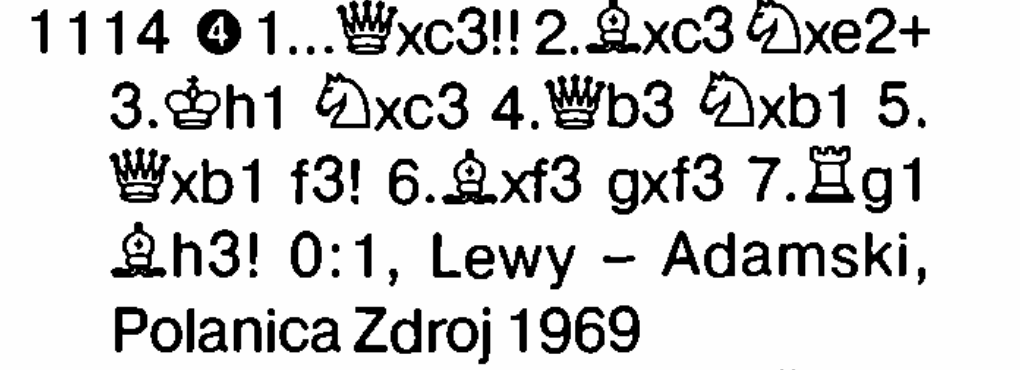 1114 ❹ 1...♕xc3!! 2.♗xc3 ♘xe2+
3.♔h1 ♘xc3 4.♕b3 ♘xb1 5.
♕xb1 f3! 6.♗xf3 gxf3 7.♖g1
♗h3! 0:1, Lewy – Adamski,
Polanica Zdroj 1969